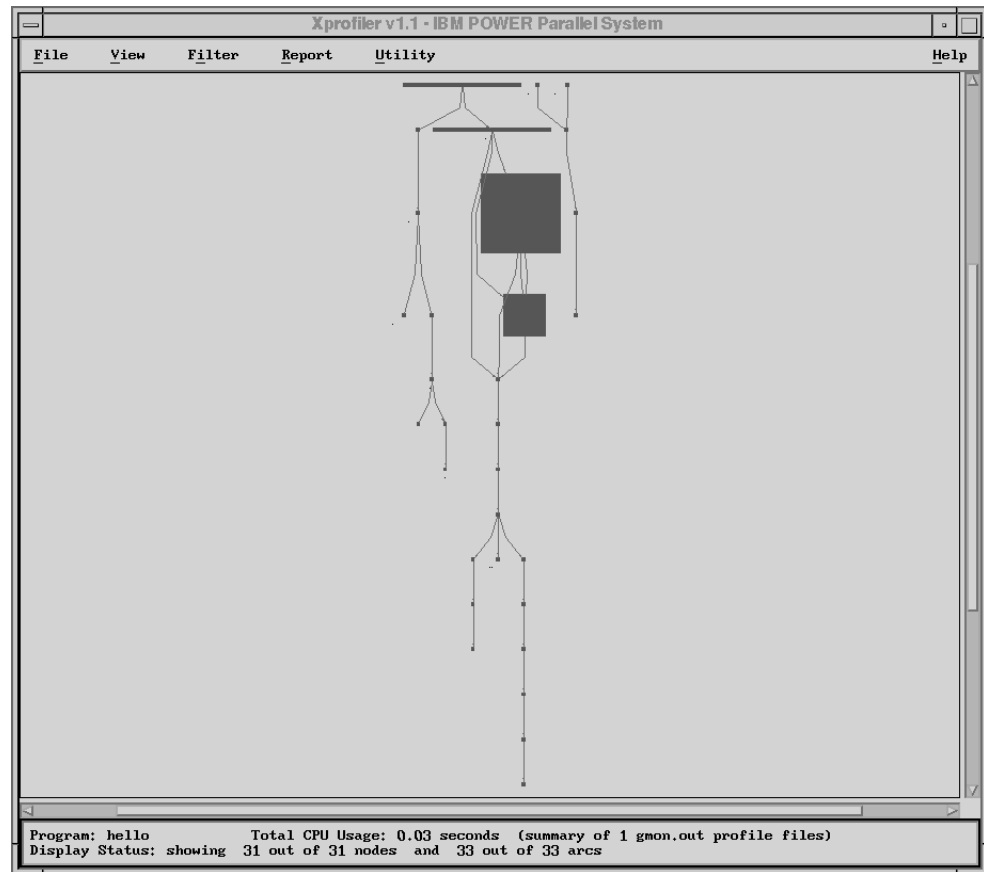 Xprofiler v1.1 - IBM POWER Parallel System
File View Filter Report Utility Help
Program: hello Total CPU Usage: 0.03 seconds (summary of 1 gmon.out profile files)
Display Status: showing 31 out of 31 nodes and 33 out of 33 arcs